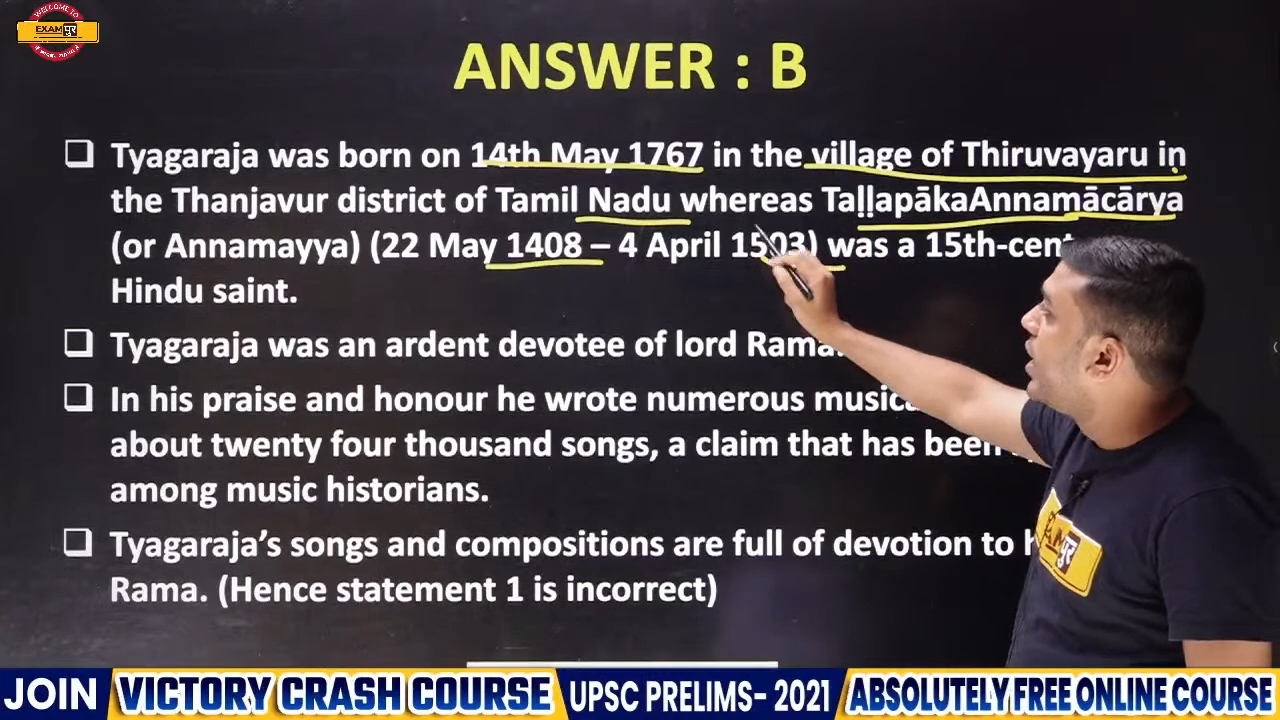 WELCOME TO
EXAMपुर
ANSWER : B
❑ Tyagaraja was born on 14th May 1767 in the village of Thiruvayaru in
the Thanjavur district of Tamil Nadu whereas TaḷḷapākaAnnamācārya
(or Annamayya) (22 May 1408 – 4 April 1503) was a 15th-cent
Hindu saint.
❑ Tyagaraja was an ardent devotee of lord Rama.
❑ In his praise and honour he wrote numerous musica
about twenty four thousand songs, a claim that has been
among music historians.
❑ Tyagaraja’s songs and compositions are full of devotion to h
Rama. (Hence statement 1 is incorrect)
EXAMपुर
JOIN VICTORY CRASH COURSE UPSC PRELIMS- 2021 ABSOLUTELY FREE ONLINE COURSE